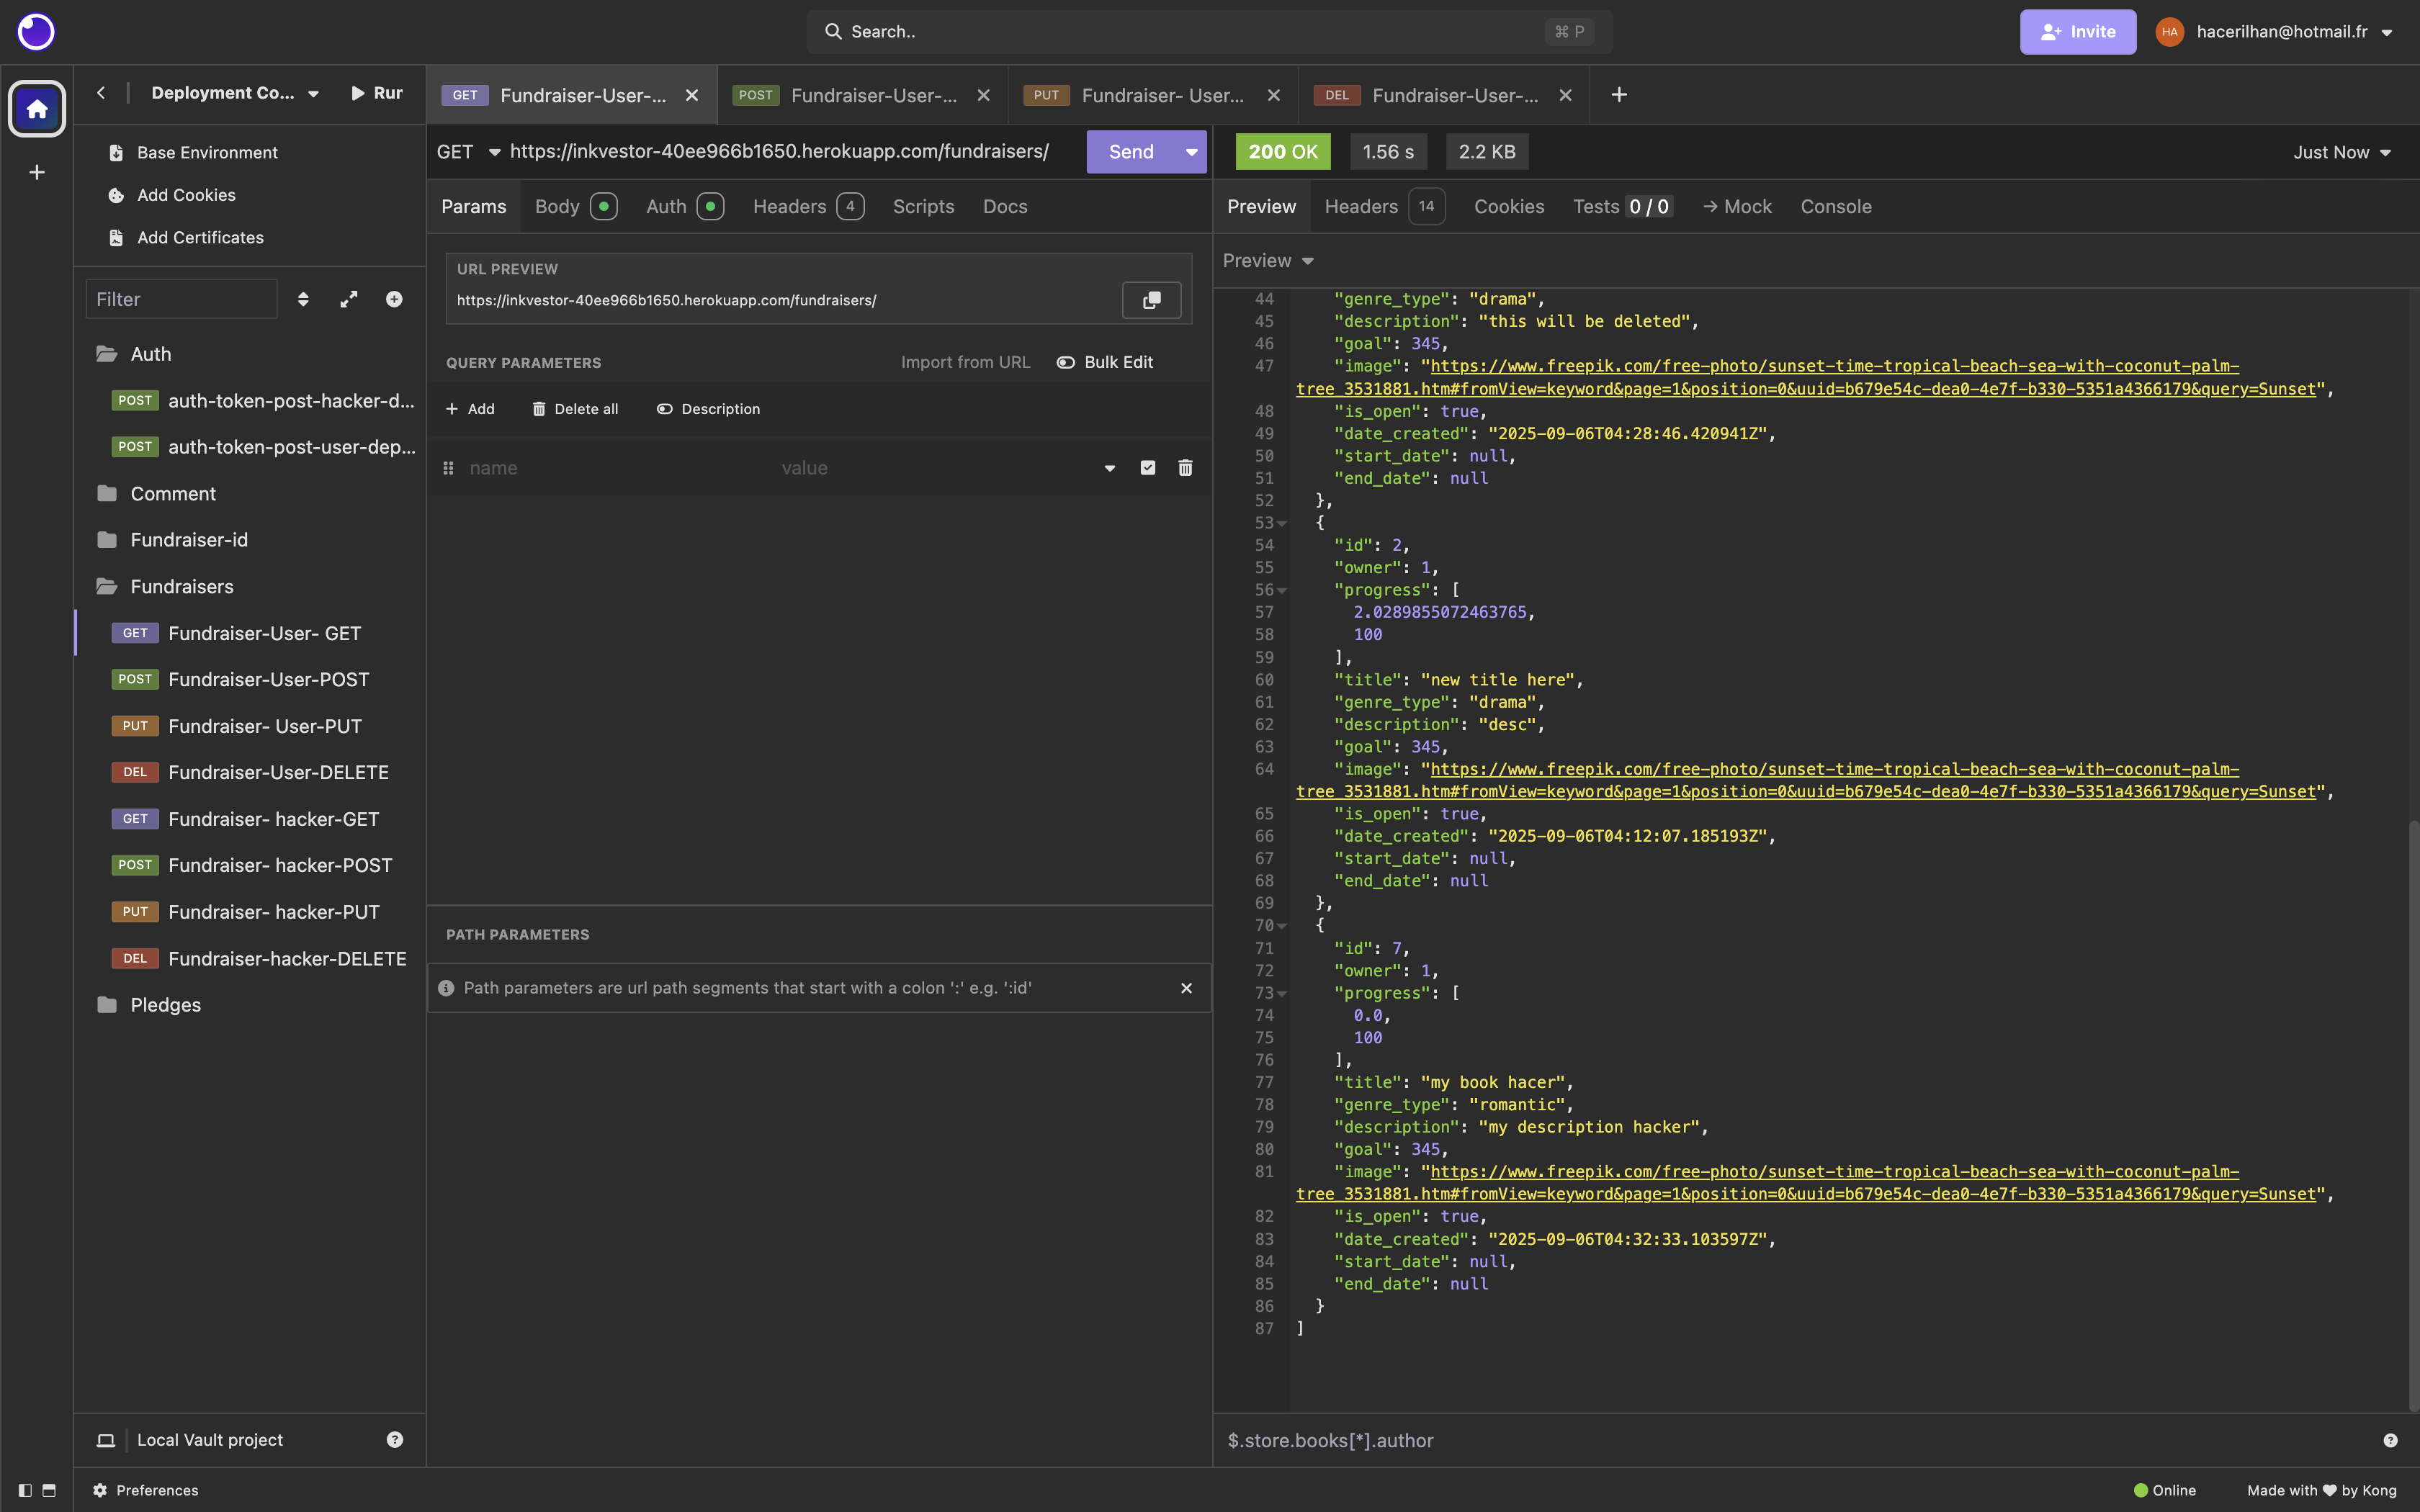 Search..
⌘ P
Invite
HA
hacerilhan@hotmail.fr
Deployment Co...
Run
GET Fundraiser-User-...
POST Fundraiser-User-...
PUT Fundraiser- User...
DEL Fundraiser-User-...
Base Environment
Add Cookies
Add Certificates
Filter
Auth
POST auth-token-post-hacker-d...
POST auth-token-post-user-dep...
Comment
Fundraiser-id
Fundraisers
GET Fundraiser-User- GET
POST Fundraiser-User-POST
PUT Fundraiser- User-PUT
DEL Fundraiser-User-DELETE
GET Fundraiser- hacker-GET
POST Fundraiser- hacker-POST
PUT Fundraiser- hacker-PUT
DEL Fundraiser-hacker-DELETE
Pledges
Local Vault project
GET https://inkvestor-40ee966b1650.herokuapp.com/fundraisers/ Send
Params Body Auth Headers 4 Scripts Docs
URL PREVIEW
https://inkvestor-40ee966b1650.herokuapp.com/fundraisers/
QUERY PARAMETERS Import from URL Bulk Edit
Add Delete all Description
name value
PATH PARAMETERS
Path parameters are url path segments that start with a colon ':' e.g. ':id'
200 OK 1.56 s 2.2 KB Just Now
Preview Headers 14 Cookies Tests 0 / 0 → Mock Console
Preview
44 "genre_type": "drama",
45 "description": "this will be deleted",
46 "goal": 345,
47 "image": "https://www.freepik.com/free-photo/sunset-time-tropical-beach-sea-with-coconut-palm-
tree_3531881.htm#fromView=keyword&page=1&position=0&uuid=b679e54c-dea0-4e7f-b330-5351a4366179&query=Sunset",
48 "is_open": true,
49 "date_created": "2025-09-06T04:28:46.420941Z",
50 "start_date": null,
51 "end_date": null
52 },
53 {
54 "id": 2,
55 "owner": 1,
56 "progress": [
57 2.0289855072463765,
58 100
59 ],
60 "title": "new title here",
61 "genre_type": "drama",
62 "description": "desc",
63 "goal": 345,
64 "image": "https://www.freepik.com/free-photo/sunset-time-tropical-beach-sea-with-coconut-palm-
tree_3531881.htm#fromView=keyword&page=1&position=0&uuid=b679e54c-dea0-4e7f-b330-5351a4366179&query=Sunset",
65 "is_open": true,
66 "date_created": "2025-09-06T04:12:07.185193Z",
67 "start_date": null,
68 "end_date": null
69 },
70 {
71 "id": 7,
72 "owner": 1,
73 "progress": [
74 0.0,
75 100
76 ],
77 "title": "my book hacer",
78 "genre_type": "romantic",
79 "description": "my description hacker",
80 "goal": 345,
81 "image": "https://www.freepik.com/free-photo/sunset-time-tropical-beach-sea-with-coconut-palm-
tree_3531881.htm#fromView=keyword&page=1&position=0&uuid=b679e54c-dea0-4e7f-b330-5351a4366179&query=Sunset",
82 "is_open": true,
83 "date_created": "2025-09-06T04:32:33.103597Z",
84 "start_date": null,
85 "end_date": null
86 }
87 ]
$.store.books[*].author
Preferences
Online
Made with ♥ by Kong